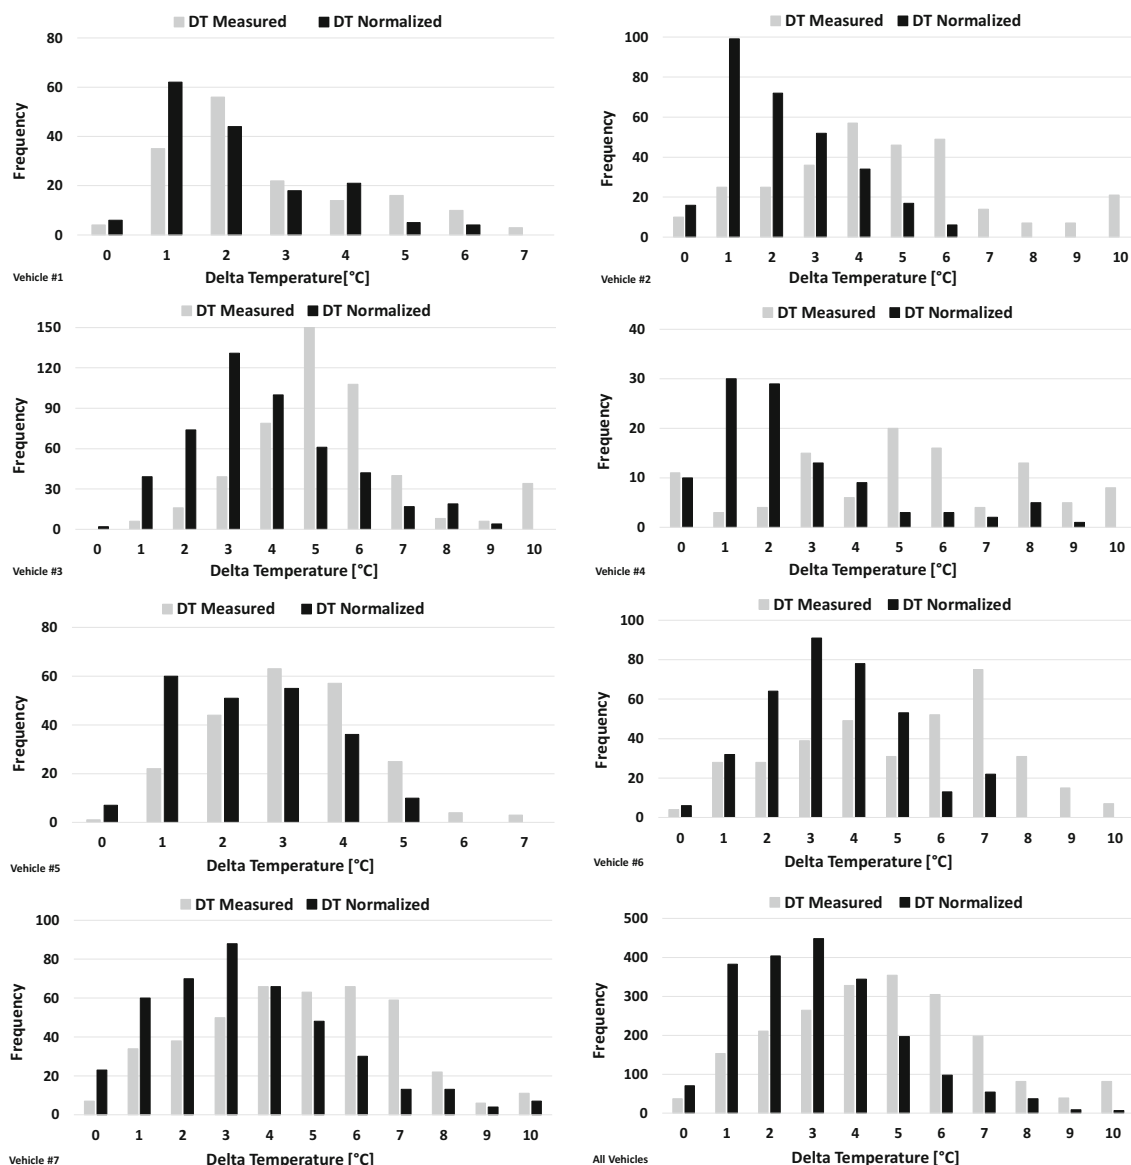 DT Measured DT Normalized
80
60
40
20
0
Frequency
0 1 2 3 4 5 6 7
Delta Temperature[°C]
Vehicle #1
DT Measured DT Normalized
100
80
60
40
20
0
Frequency
0 1 2 3 4 5 6 7 8 9 10
Delta Temperature [°C]
Vehicle #2
DT Measured DT Normalized
150
120
90
60
30
0
Frequency
0 1 2 3 4 5 6 7 8 9 10
Delta Temperature [°C]
Vehicle #3
DT Measured DT Normalized
40
30
20
10
0
Frequency
0 1 2 3 4 5 6 7 8 9 10
Delta Temperature [°C]
Vehicle #4
DT Measured DT Normalized
80
60
40
20
0
Frequency
0 1 2 3 4 5 6 7
Delta Temperature [°C]
Vehicle #5
DT Measured DT Normalized
100
80
60
40
20
0
Frequency
0 1 2 3 4 5 6 7 8 9 10
Delta Temperature [°C]
Vehicle #6
DT Measured DT Normalized
100
80
60
40
20
0
Frequency
0 1 2 3 4 5 6 7 8 9 10
Delta Temperature [°C]
Vehicle #7
DT Measured DT Normalized
500
400
300
200
100
0
Frequency
0 1 2 3 4 5 6 7 8 9 10
Delta Temperature [°C]
All Vehicles